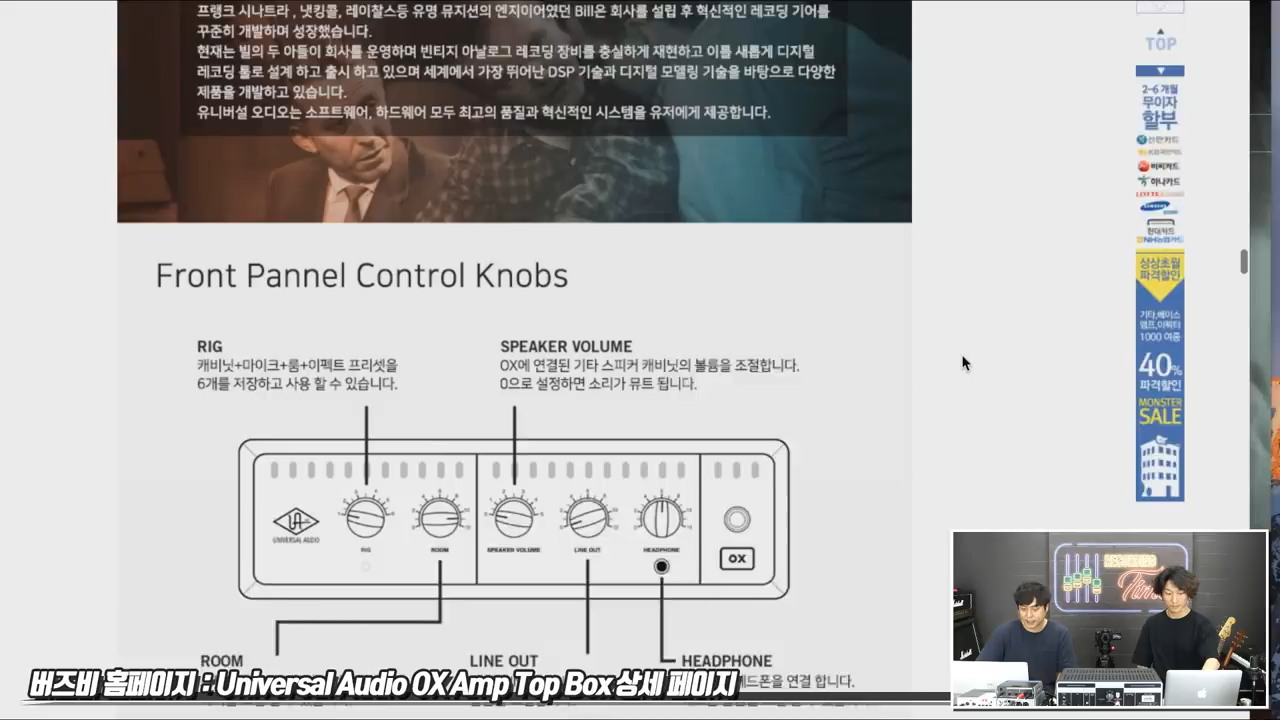 프랭크 시나트라 , 냇킹콜, 레이찰스등 유명 뮤지션의 엔지이어였던 Bill은 회사를 설립 후 혁신적인 레코딩 기어를
꾸준히 개발하며 성장했습니다.
현재는 빌의 두 아들이 회사를 운영하며 빈티지 아날로그 레코딩 장비를 충실하게 재현하고 이를 새롭게 디지털
레코딩 툴로 설계 하고 출시 하고 있으며 세계에서 가장 뛰어난 DSP 기술과 디지털 모델링 기술을 바탕으로 다양한
제품을 개발하고 있습니다.
유니버설 오디오는 소프트웨어, 하드웨어 모두 최고의 품질과 혁신적인 시스템을 유저에게 제공합니다.
Front Pannel Control Knobs
RIG
캐비닛+마이크+룸+이펙트 프리셋을
6개를 저장하고 사용 할 수 있습니다.
SPEAKER VOLUME
OX에 연결된 기타 스피커 캐비닛의 볼륨을 조절합니다.
0으로 설정하면 소리가 뮤트 됩니다.
UNIVERSAL AUDIO
RIG
ROOM
SPEAKER VOLUME
LINE OUT
HEADPHONE
OX
ROOM
LINE OUT
HEADPHONE
드폰을 연결 합니다.
버즈비 홈페이지 : Universal Audio OX Amp Top Box 상세 페이지
TOP
2~6 개월
무이자
할부
신한카드
비씨카드
하나카드
SAMSUNG
현대카드
NH농협카드
상상초월
파격할인
기타,베이스
앰프,이펙터
1000 여종
40%
파격할인
MONSTER
SALE
Time